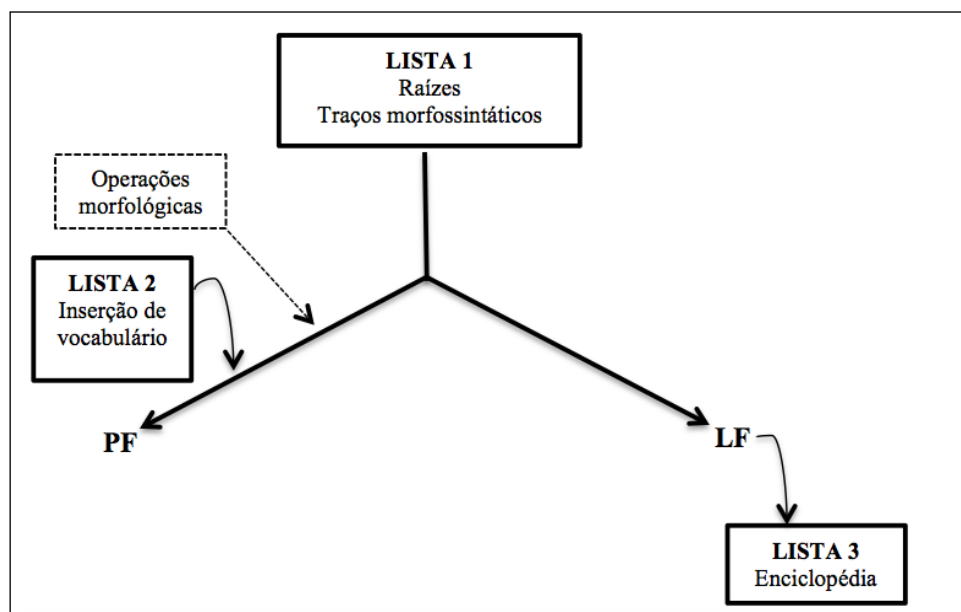 LISTA 1
Raízes
Traços morfossintáticos
Operações
morfológicas
LISTA 2
Inserção de
vocabulário
PF
LF
LISTA 3
Enciclopédia